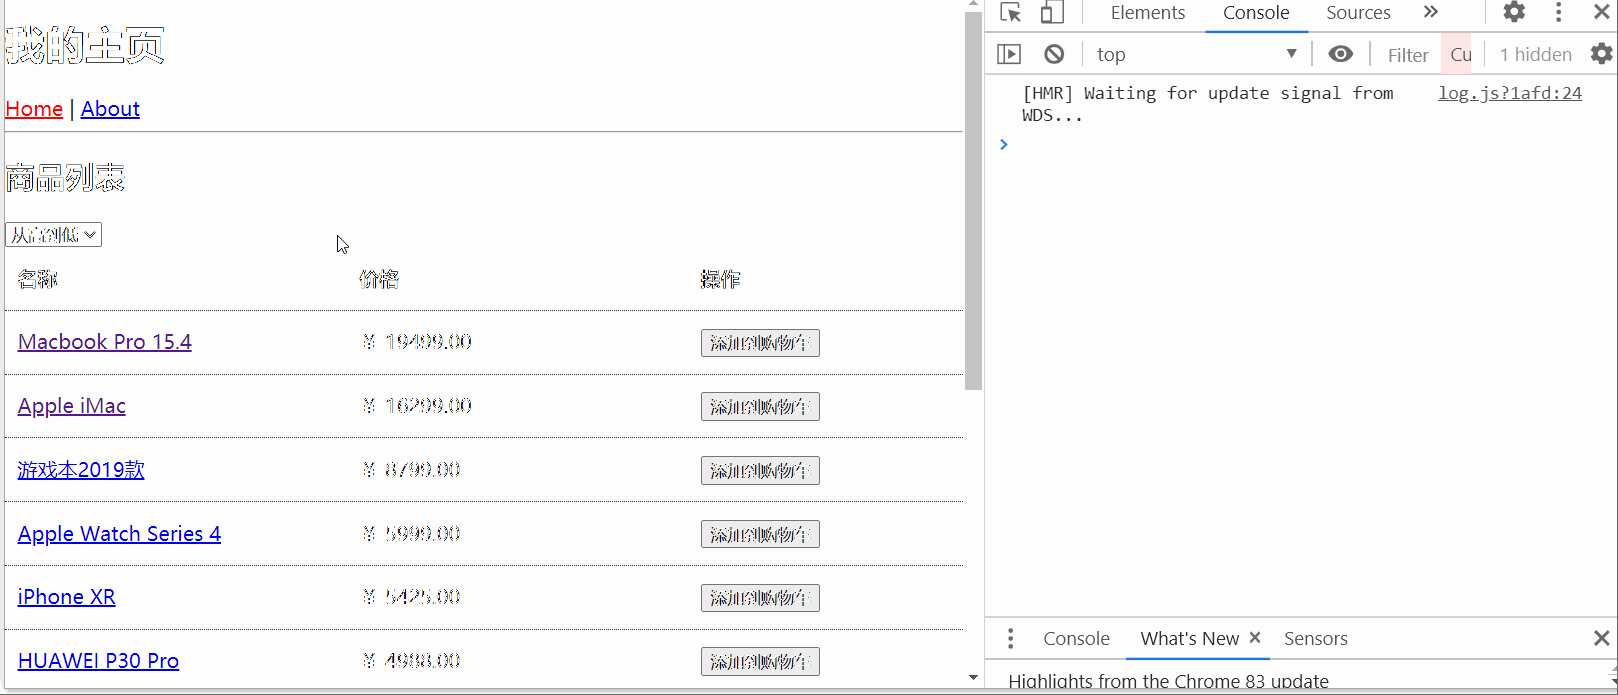 我的主页
Home | About
商品列表
从高到低
名称 价格 操作
Macbook Pro 15.4 ¥ 19499.00 添加到购物车
Apple iMac ¥ 16299.00 添加到购物车
游戏本2019款 ¥ 8799.00 添加到购物车
Apple Watch Series 4 ¥ 5999.00 添加到购物车
iPhone XR ¥ 5425.00 添加到购物车
HUAWEI P30 Pro ¥ 4988.00 添加到购物车
Elements Console Sources
top Filter Cu 1 hidden
[HMR] Waiting for update signal from log.js?1afd:24
WDS...
Console What's New Sensors
Highlights from the Chrome 83 update